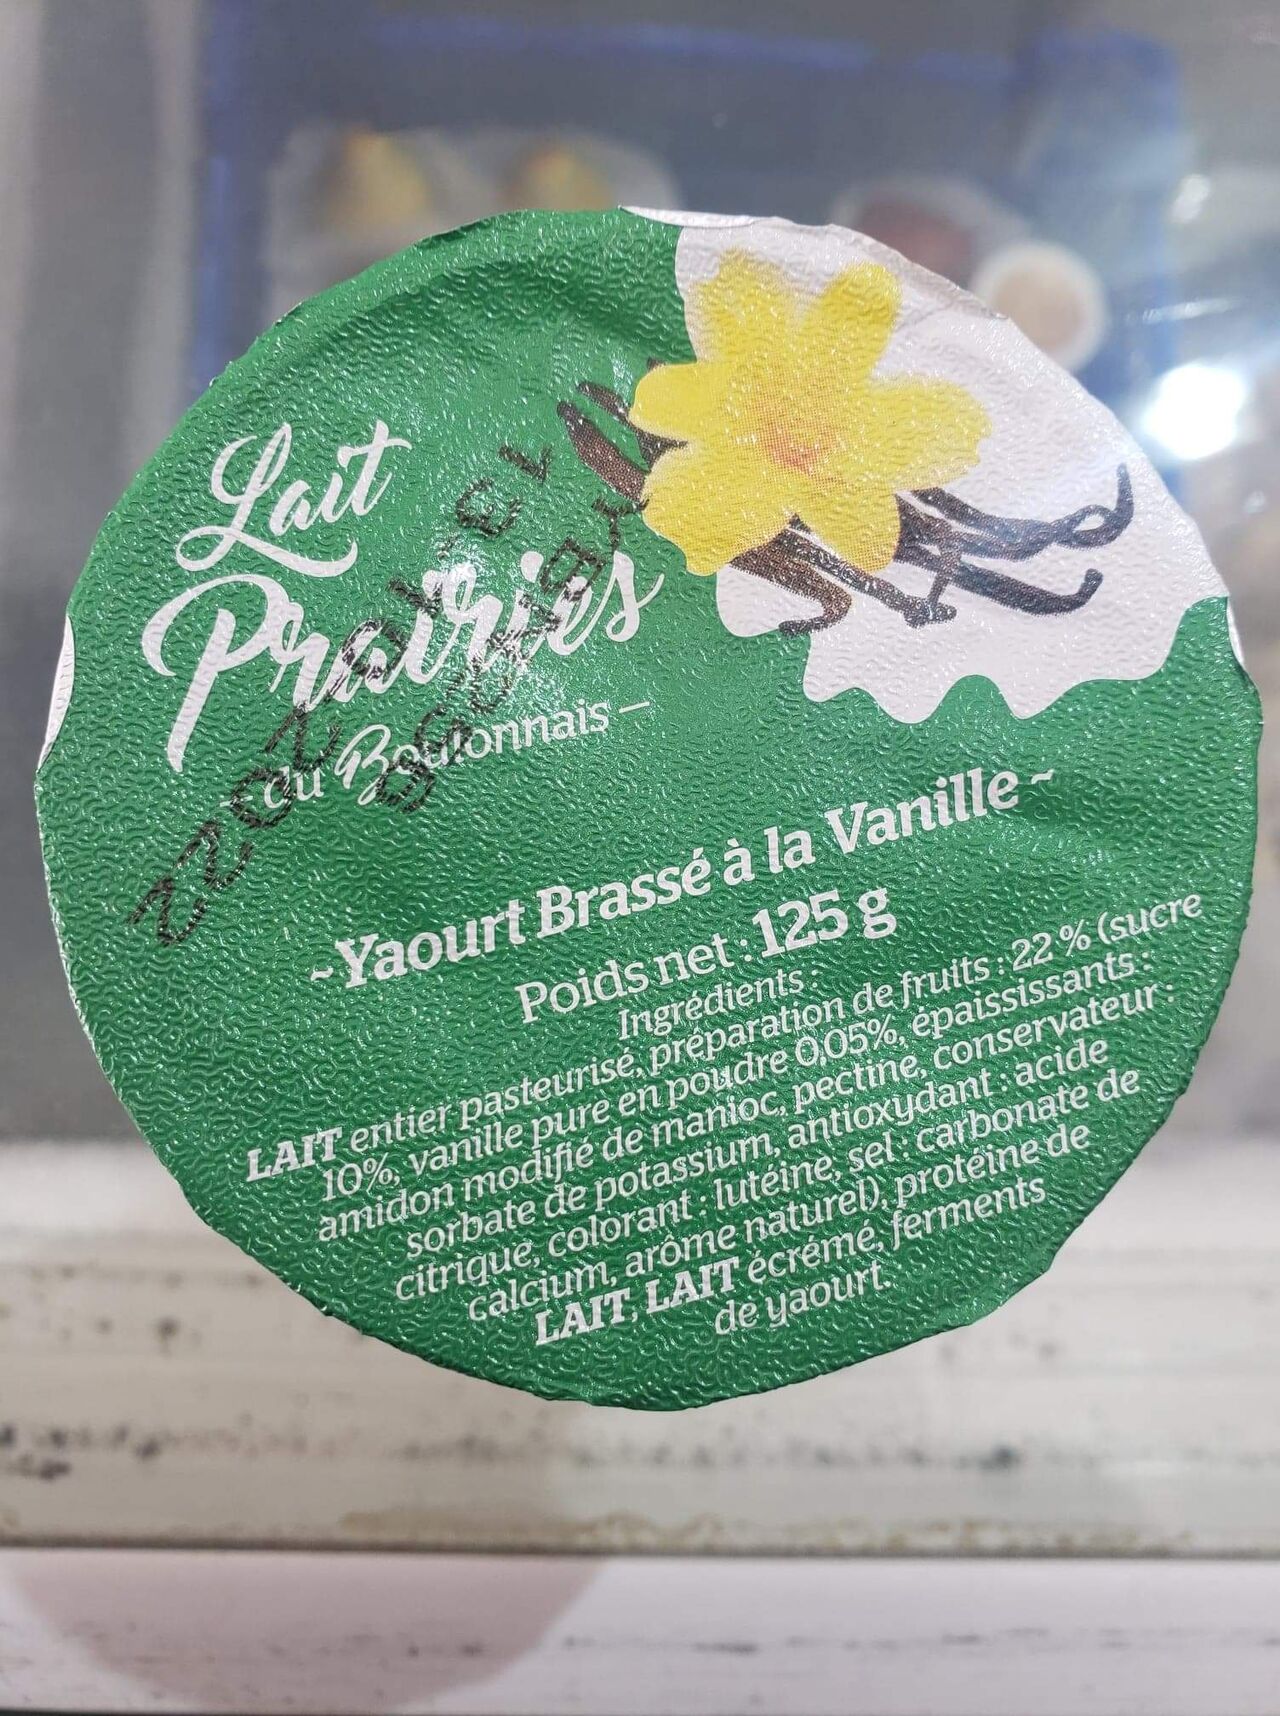 Lait
Prairies
– du Boulonnais –
~Yaourt Brassé à la Vanille~
Poids net : 125 g
Ingrédients :
LAIT entier pasteurisé, préparation de fruits : 22 % (sucre
10%, vanille pure en poudre 0,05%, épaississants :
amidon modifié de manioc, pectine, conservateur :
sorbate de potassium, antioxydant : acide
citrique, colorant : lutéine, sel : carbonate de
calcium, arôme naturel), protéine de
LAIT, LAIT écrémé, ferments
de yaourt.